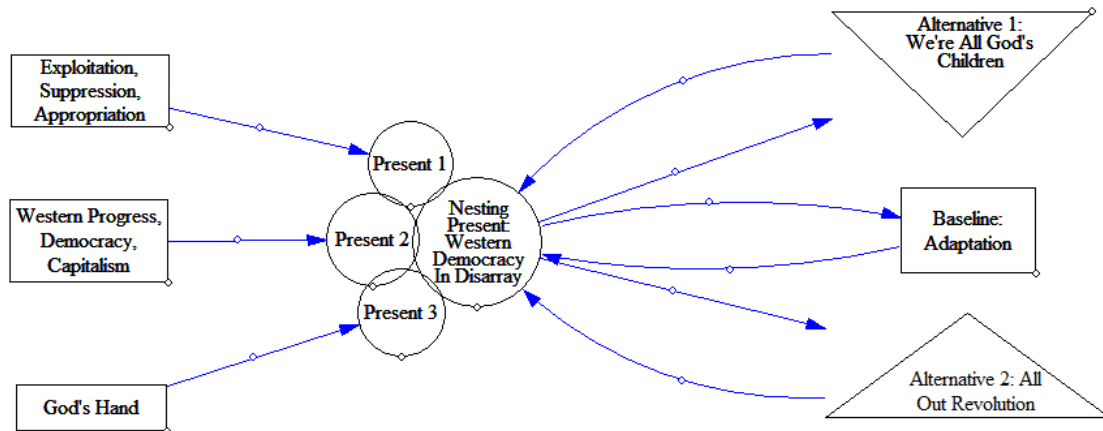 Exploitation,
Suppression,
Appropriation
Western Progress,
Democracy,
Capitalism
God's Hand
Present 1
Present 2
Present 3
Nesting
Present:
Western
Democracy
In Disarray
Alternative 1:
We're All God's
Children
Baseline:
Adaptation
Alternative 2: All
Out Revolution